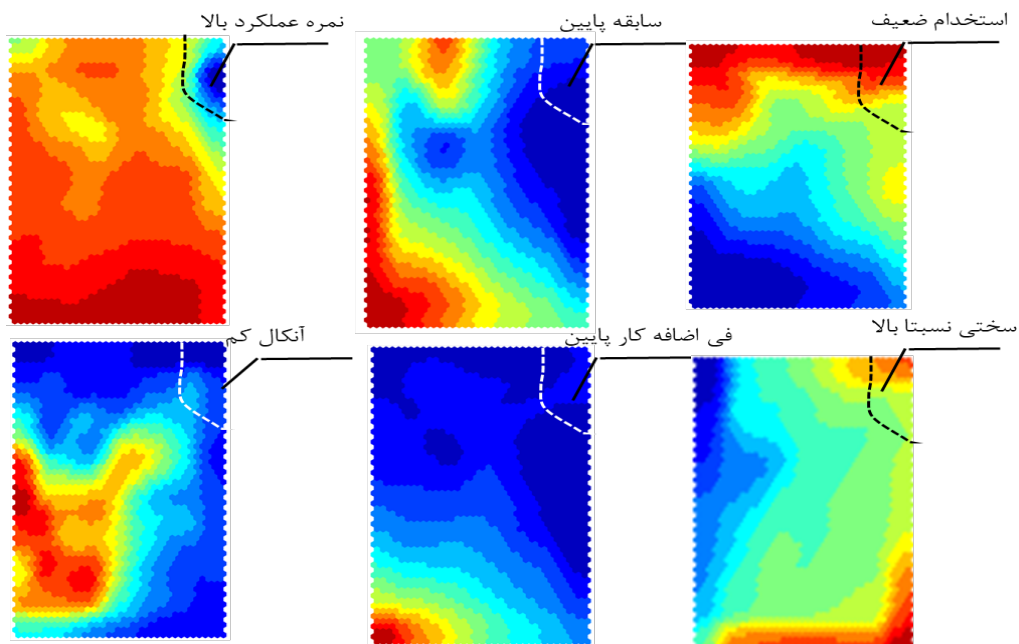 استخدام ضعیف
سابقه پایین
نمره عملکرد بالا
سختی نسبتا بالا
فی اضافه کار پایین
آنکال کم